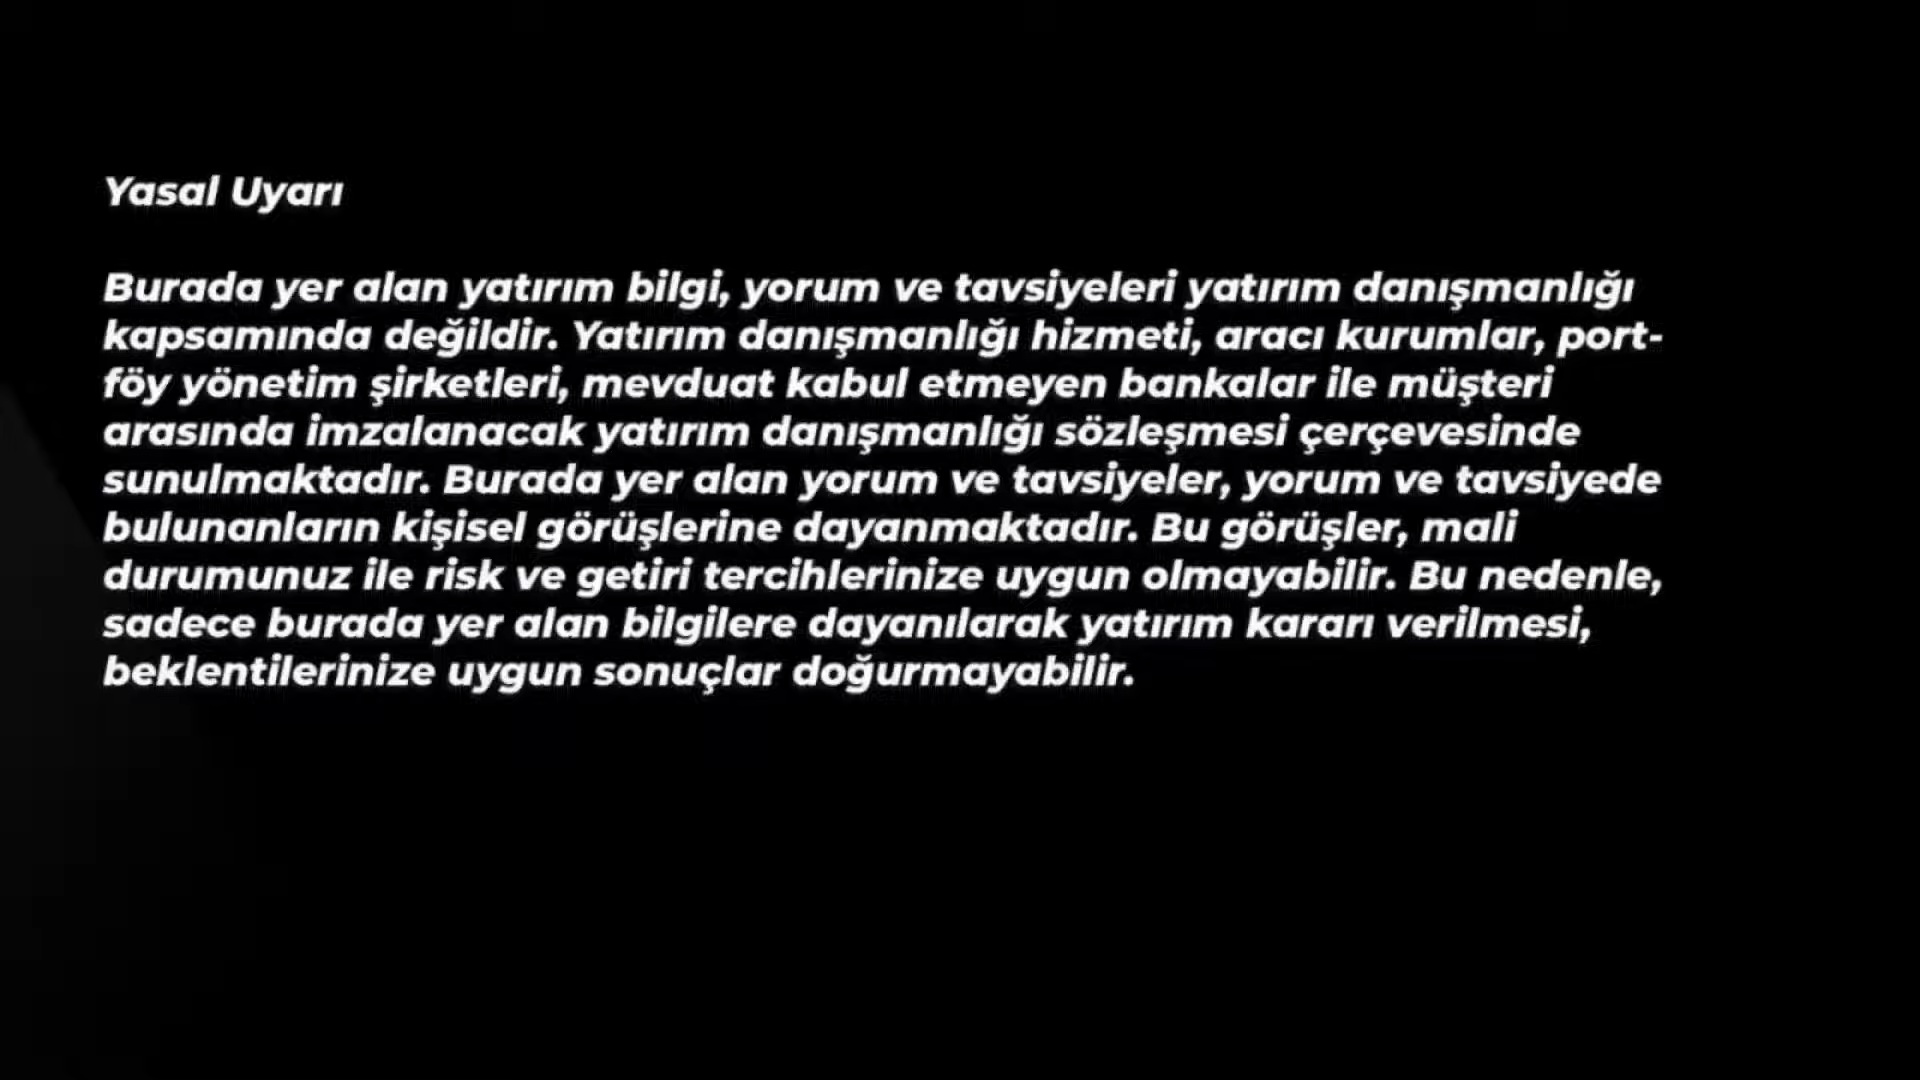 Yasal Uyarı
Burada yer alan yatırım bilgi, yorum ve tavsiyeleri yatırım danışmanlığı
kapsamında değildir. Yatırım danışmanlığı hizmeti, aracı kurumlar, port-
föy yönetim şirketleri, mevduat kabul etmeyen bankalar ile müşteri
arasında imzalanacak yatırım danışmanlığı sözleşmesi çerçevesinde
sunulmaktadır. Burada yer alan yorum ve tavsiyeler, yorum ve tavsiyede
bulunanların kişisel görüşlerine dayanmaktadır. Bu görüşler, mali
durumunuz ile risk ve getiri tercihlerinize uygun olmayabilir. Bu nedenle,
sadece burada yer alan bilgilere dayanılarak yatırım kararı verilmesi,
beklentilerinize uygun sonuçlar doğurmayabilir.